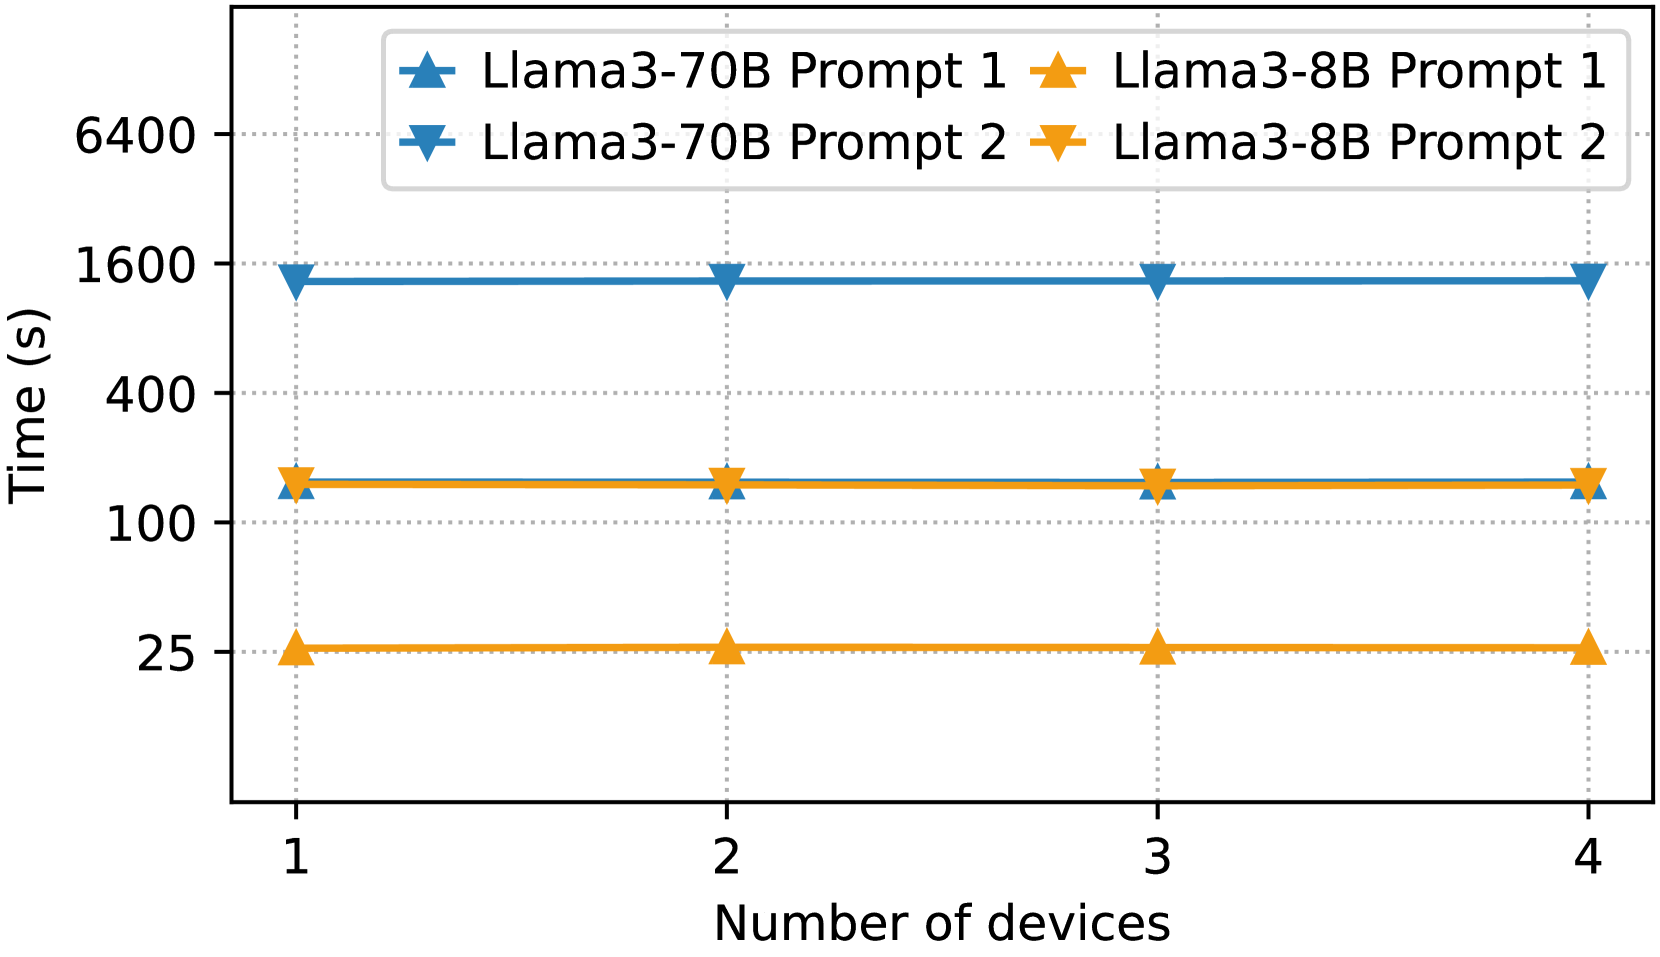 Llama3-70B Prompt 1
Llama3-8B Prompt 1
Llama3-70B Prompt 2
Llama3-8B Prompt 2
Time (s)
6400
1600
400
100
25
1 2 3 4
Number of devices